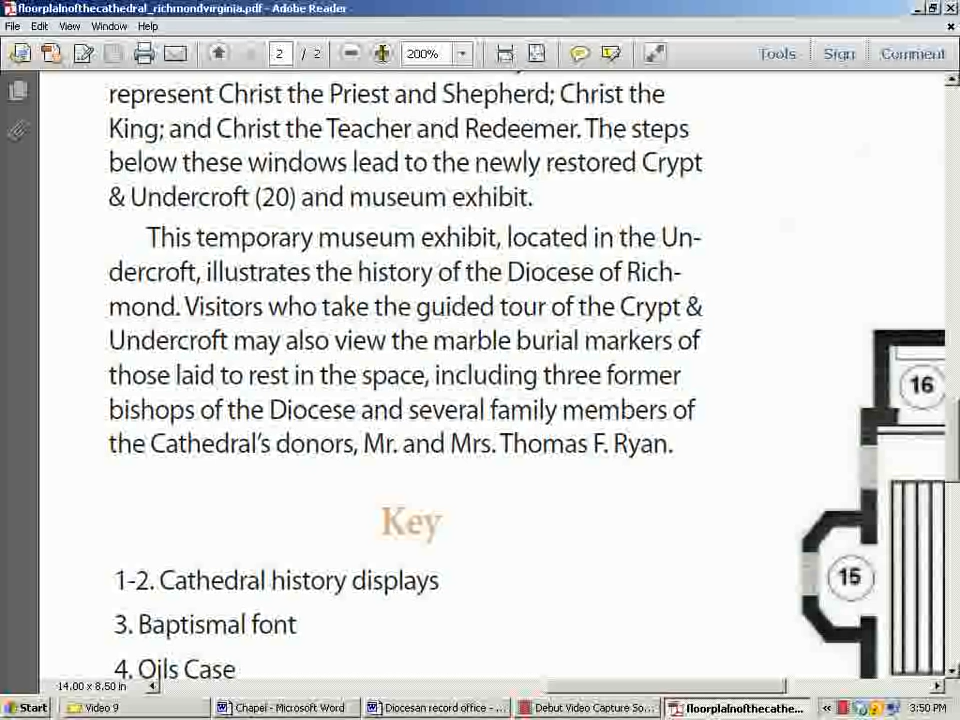 floorplainofthecathedral_richmondvirginia.pdf - Adobe Reader
File Edit View Window Help
2 / 2 200% Tools Sign Comment
represent Christ the Priest and Shepherd; Christ the
King; and Christ the Teacher and Redeemer. The steps
below these windows lead to the newly restored Crypt
& Undercroft (20) and museum exhibit.
This temporary museum exhibit, located in the Un-
dercroft, illustrates the history of the Diocese of Rich-
mond. Visitors who take the guided tour of the Crypt &
Undercroft may also view the marble burial markers of
those laid to rest in the space, including three former
bishops of the Diocese and several family members of
the Cathedral's donors, Mr. and Mrs. Thomas F. Ryan.
16
Key
15
1-2. Cathedral history displays
3. Baptismal font
4. Oils Case
14.00 x 8.50 in
Start Video 9 Chapel - Microsoft Word Diocesan record office - ... Debut Video Capture So... floorplainofthecathe... « 3:50 PM